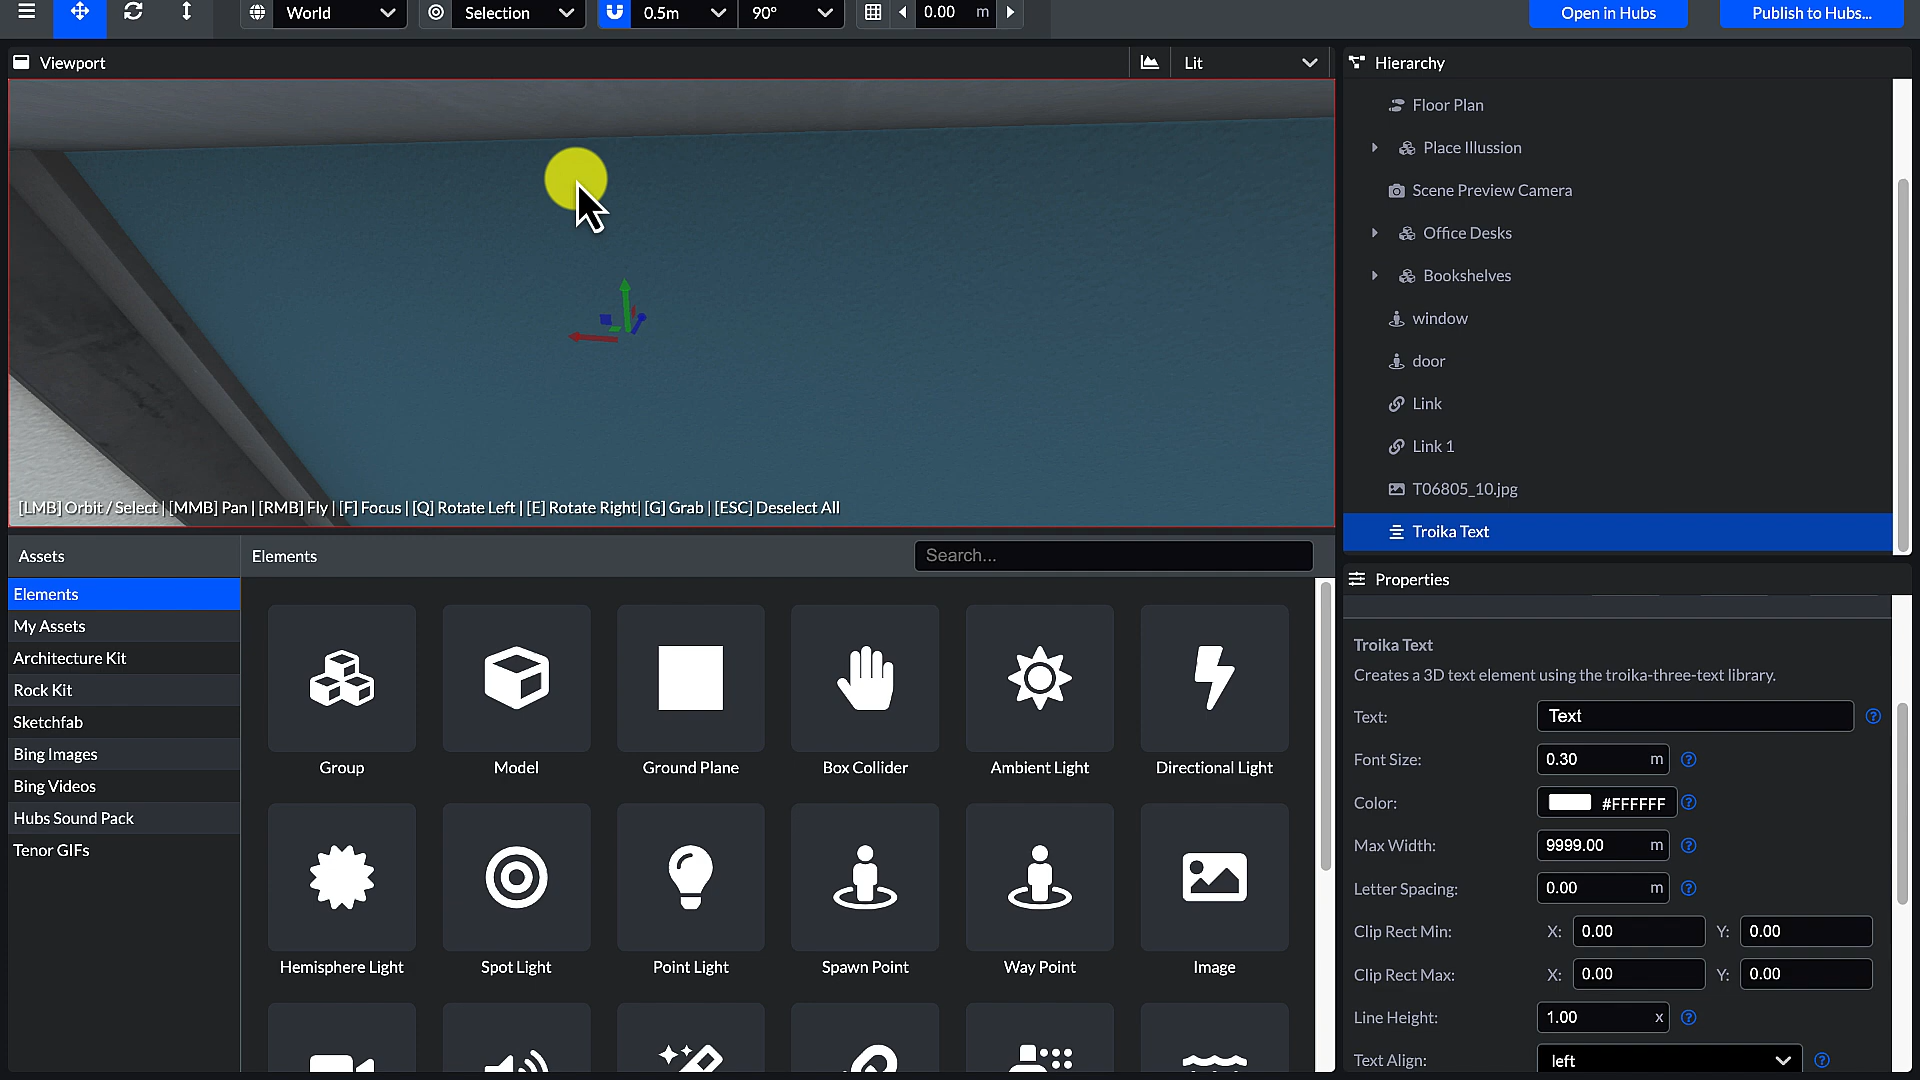 World
Selection
0.5m
90°
0.00 m
Open in Hubs
Publish to Hubs...
Viewport
Lit
Hierarchy
Floor Plan
Place Illussion
Scene Preview Camera
Office Desks
Bookshelves
window
door
Link
Link 1
T06805_10.jpg
Troika Text
[LMB] Orbit / Select | [MMB] Pan | [RMB] Fly | [F] Focus | [Q] Rotate Left | [E] Rotate Right| [G] Grab | [ESC] Deselect All
Assets
Elements
My Assets
Architecture Kit
Rock Kit
Sketchfab
Bing Images
Bing Videos
Hubs Sound Pack
Tenor GIFs
Elements
Search...
Group
Model
Ground Plane
Box Collider
Ambient Light
Directional Light
Hemisphere Light
Spot Light
Point Light
Spawn Point
Way Point
Image
Properties
Troika Text
Creates a 3D text element using the troika-three-text library.
Text: Text
Font Size: 0.30 m
Color: #FFFFFF
Max Width: 9999.00 m
Letter Spacing: 0.00 m
Clip Rect Min: X: 0.00 Y: 0.00
Clip Rect Max: X: 0.00 Y: 0.00
Line Height: 1.00 x
Text Align: left